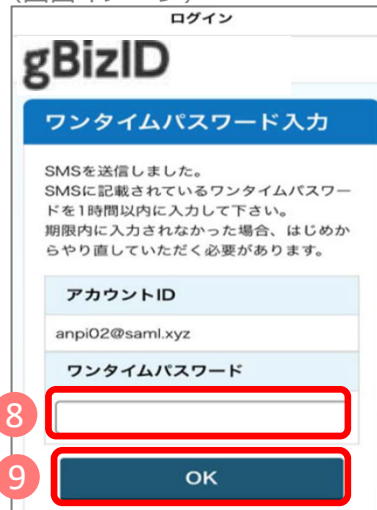 ログイン
gBizID
ワンタイムパスワード入力
SMSを送信しました。
SMSに記載されているワンタイムパスワー
ドを1時間以内に入力して下さい。
期限内に入力されなかった場合、はじめか
らやり直していただく必要があります。
アカウントID
anpi02@saml.xyz
ワンタイムパスワード
8
9
OK